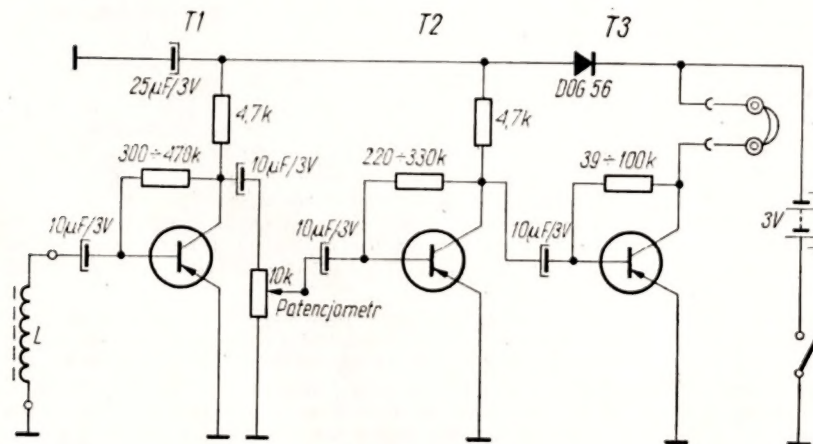 T1
T2
T3
25µF/3V
DOG 56
4,7k
4,7k
300÷470k
10µF/3V
220÷330k
39÷100k
10µF/3V
10µF/3V
10µF/3V
3V
10k
Potencjometr
L